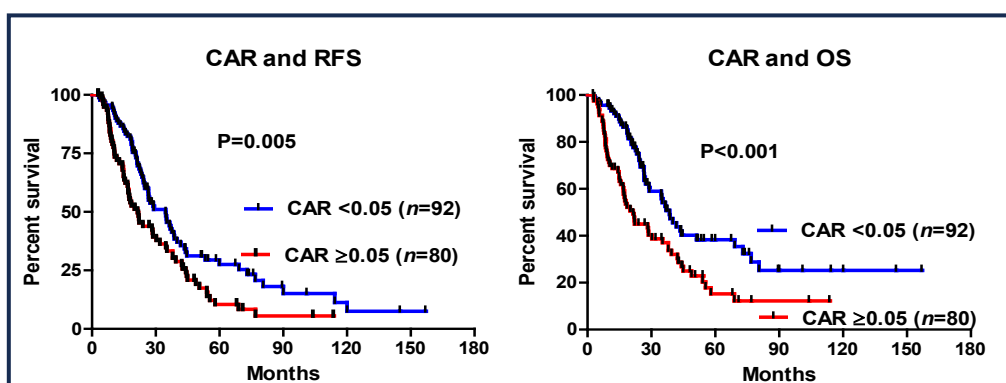 CAR and RFS
P=0.005
CAR <0.05 (n=92)
CAR ≥0.05 (n=80)
Percent survival
100
75
50
25
0
0 30 60 90 120 150 180
Months
CAR and OS
P<0.001
CAR <0.05 (n=92)
CAR ≥0.05 (n=80)
Percent survival
100
80
60
40
20
0
0 30 60 90 120 150 180
Months